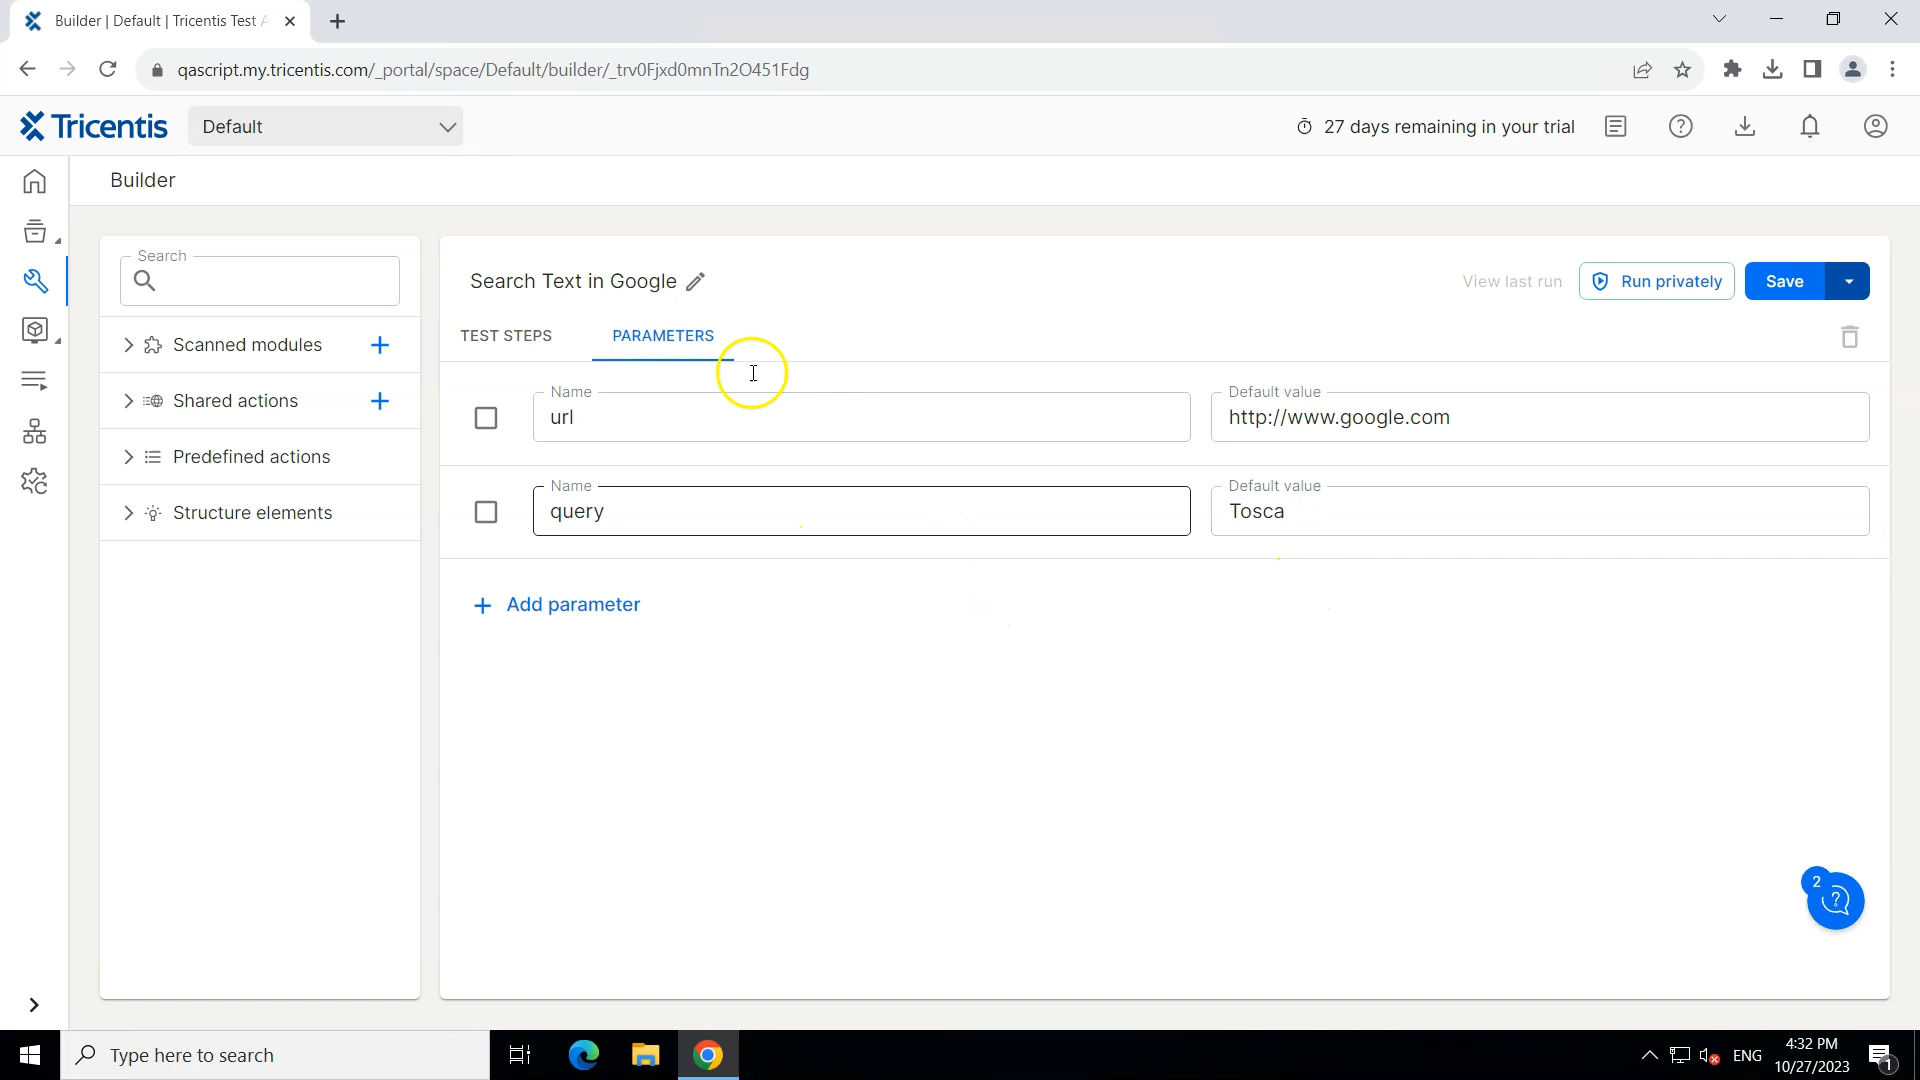 Builder | Default | Tricentis Test A
qascript.my.tricentis.com/_portal/space/Default/builder/_trv0Fjxd0mnTn2O451Fdg
Tricentis
Default
27 days remaining in your trial
Builder
Search
Search Text in Google
View last run
Run privately
Save
TEST STEPS
PARAMETERS
Scanned modules
Shared actions
Predefined actions
Structure elements
Name
url
Default value
http://www.google.com
Name
query
Default value
Tosca
Add parameter
2
Type here to search
ENG
4:32 PM
10/27/2023
1